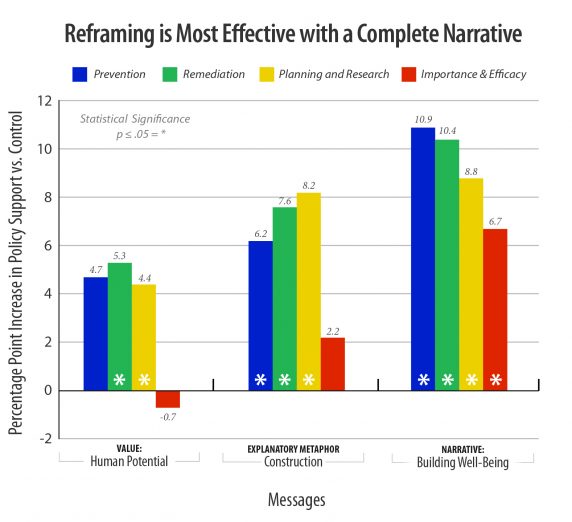 Reframing is Most Effective with a Complete Narrative
Prevention Remediation Planning and Research Importance & Efficacy
Percentage Point Increase in Policy Support vs. Control
12
10
8
6
4
2
0
-2
Statistical Significance
p ≤ .05 = *
4.7 5.3 4.4 -0.7
6.2 7.6 8.2 2.2
10.9 10.4 8.8 6.7
* *
* * *
* * * *
VALUE:
Human Potential
EXPLANATORY METAPHOR
Construction
NARRATIVE:
Building Well-Being
Messages